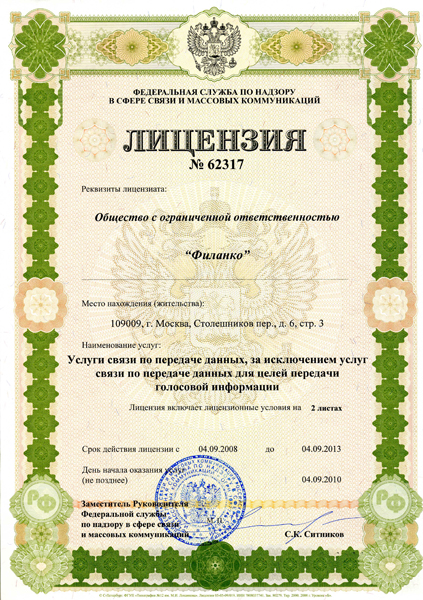 ФЕДЕРАЛЬНАЯ СЛУЖБА ПО НАДЗОРУ
В СФЕРЕ СВЯЗИ И МАССОВЫХ КОММУНИКАЦИЙ
ЛИЦЕНЗИЯ
№ 62317
Реквизиты лицензиата:
Общество с ограниченной ответственностью
“Филанко”
Место нахождения (жительства):
109009, г. Москва, Столешников пер., д. 6, стр. 3
Наименование услуг:
Услуги связи по передаче данных, за исключением услуг
связи по передаче данных для целей передачи
голосовой информации
Лицензия включает лицензионные условия на 2 листах
Срок действия лицензии с 04.09.2008 до 04.09.2013
День начала оказания услуг
(не позднее) 04.09.2010
Заместитель Руководителя
Федеральной службы
по надзору в сфере связи
и массовых коммуникаций
М.П.
С.К. Ситников
РФ